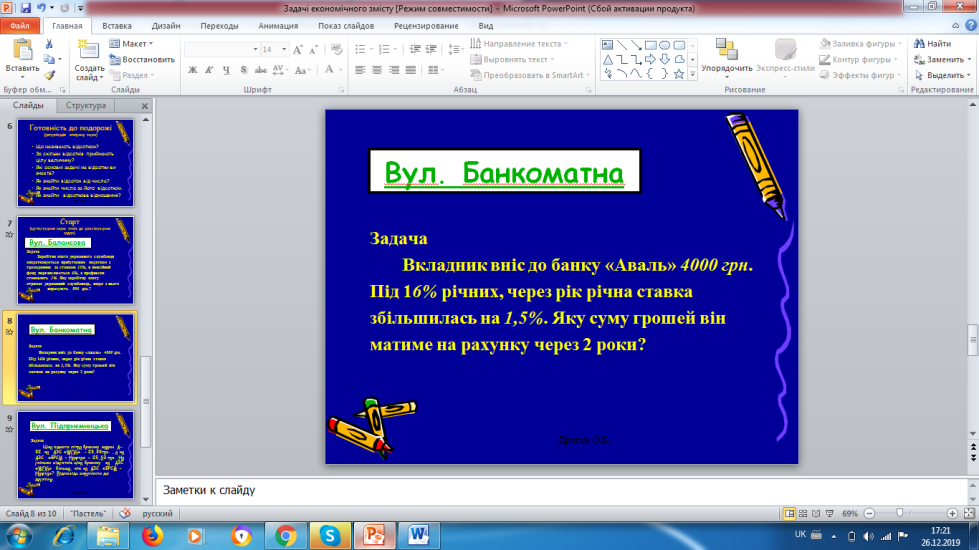 Задачі економічного змісту [Режим совместимости] - Microsoft PowerPoint (Сбой активации продукта)
Файл Главная Вставка Дизайн Переходы Анимация Показ слайдов Рецензирование Вид
Вставить
Буфер обм...
Создать слайд
Макет
Восстановить
Раздел
Слайды
14
Ж К Ч S abc AV Aa A
Шрифт
Направление текста
Выровнять текст
Преобразовать в SmartArt
Абзац
Упорядочить
Экспресс-стили
Заливка фигуры
Контур фигуры
Эффекты фигур
Рисование
Найти
Заменить
Выделить
Редактирование
Слайды Структура
6
Готовність до подорожі
Що називають відсотком?
За скільки відсотків приймають
цілу величину?
Які основні задачі на відсотки ви
знаєте?
Як знайти відсоток від числа?
Як знайти число за його відсотком
Як знайти відсоткове відношення?
7
Старт
Вул. Балансова
Задача
8
Вул. Банкоматна
Задача
Вкладник вніс до банку «Аваль» 4000 грн.
Під 16% річних, через рік річна ставка
збільшилась на 1,5%. Яку суму грошей він
матиме на рахунку через 2 роки?
9
Вул. Підприємницька
Задача
Вул. Банкоматна
Задача
Вкладник вніс до банку «Аваль» 4000 грн.
Під 16% річних, через рік річна ставка
збільшилась на 1,5%. Яку суму грошей він
матиме на рахунку через 2 роки?
Заметки к слайду
Слайд 8 из 10 "Пастель" русский 69%
UK 17:21
26.12.2019